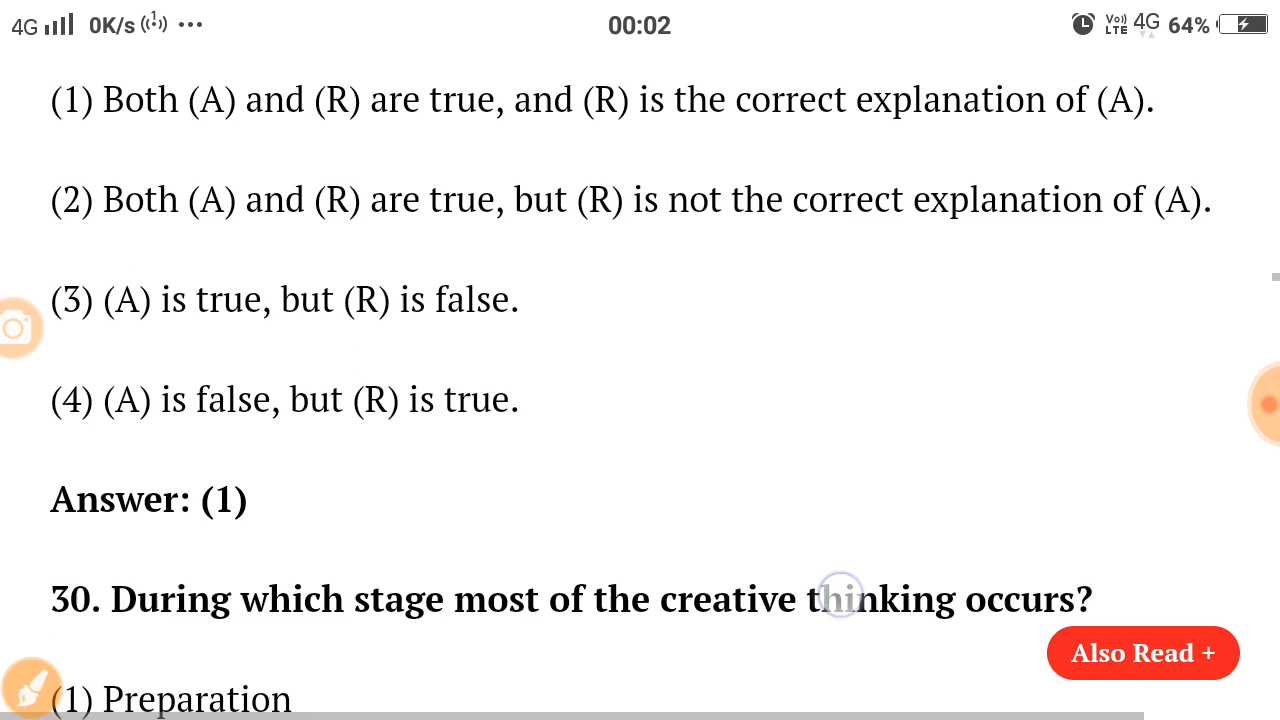 4G 0K/s 00:02 Vo)) LTE 4G 64%
(1) Both (A) and (R) are true, and (R) is the correct explanation of (A).
(2) Both (A) and (R) are true, but (R) is not the correct explanation of (A).
(3) (A) is true, but (R) is false.
(4) (A) is false, but (R) is true.
Answer: (1)
30. During which stage most of the creative thinking occurs?
Also Read +
(1) Preparation